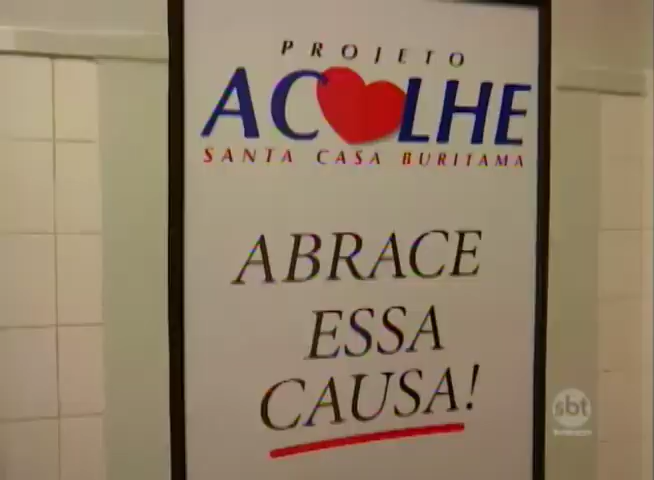 PROJETO
ACOLHE
SANTA CASA BURITAMA
ABRACE
ESSA
CAUSA!
sbt